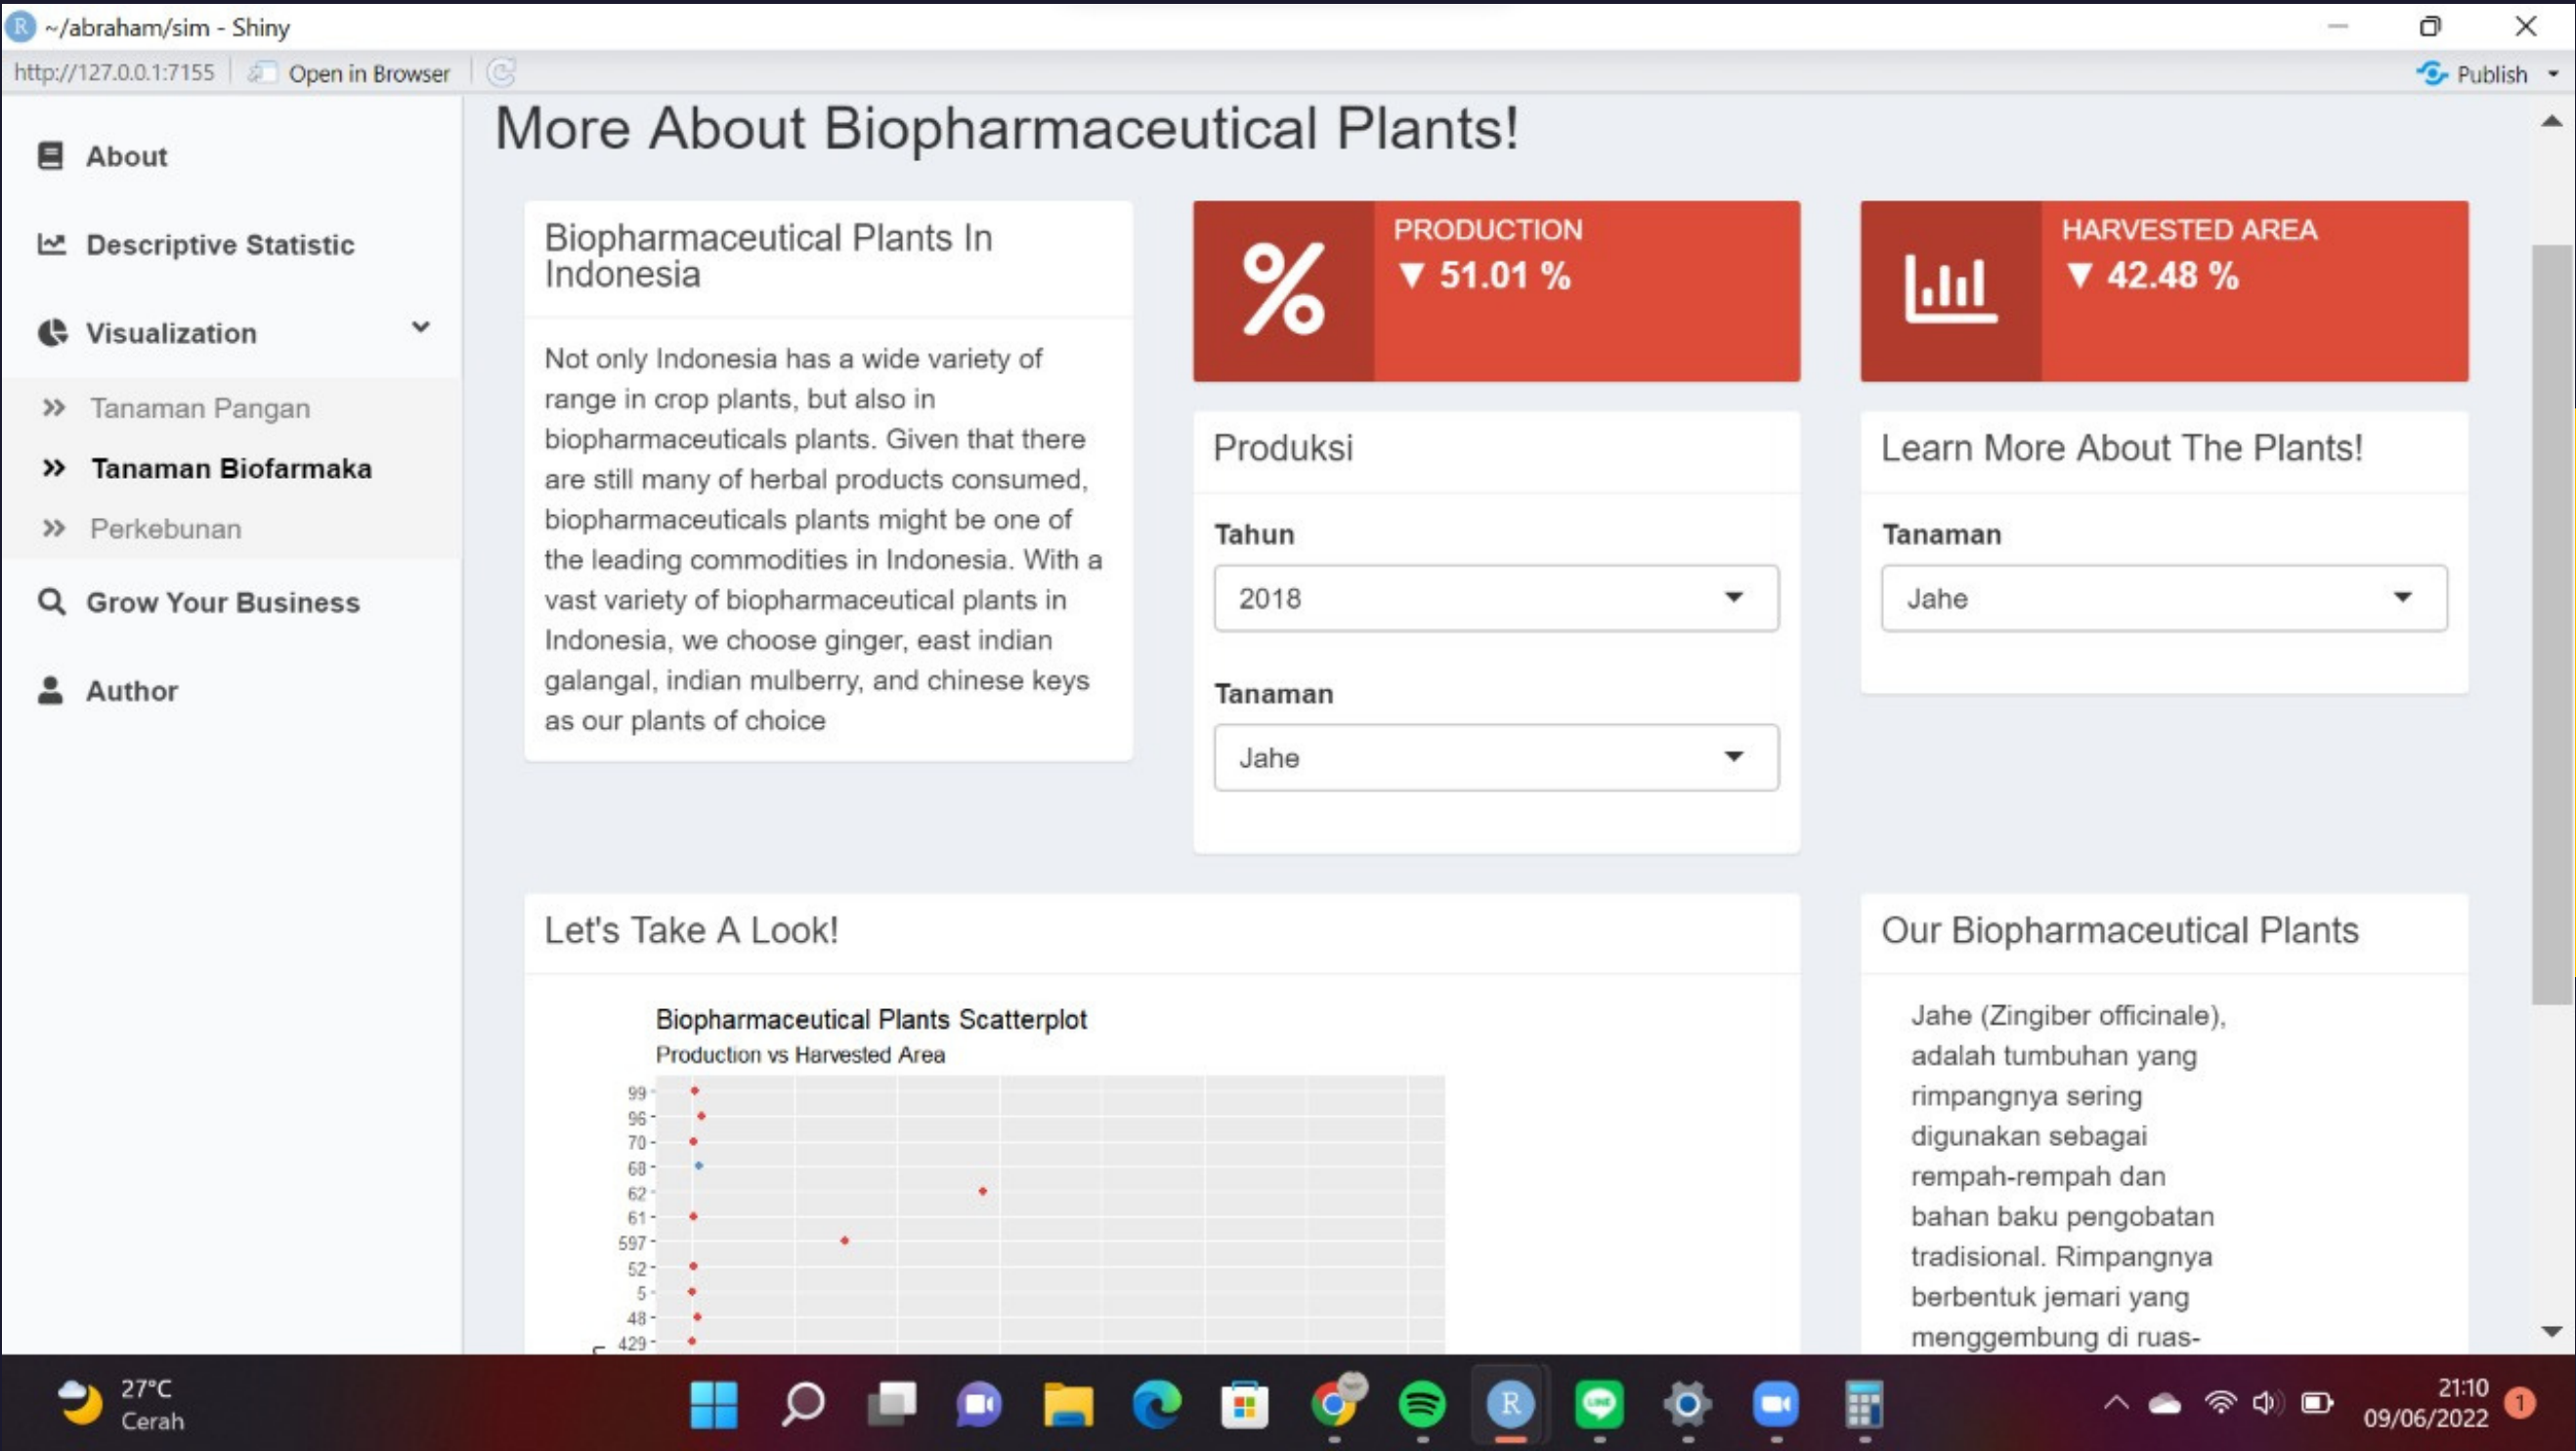 ~/abraham/sim - Shiny
http://127.0.0.1:7155
Open in Browser
Publish
About
Descriptive Statistic
Visualization
Tanaman Pangan
Tanaman Biofarmaka
Perkebunan
Grow Your Business
Author
More About Biopharmaceutical Plants!
Biopharmaceutical Plants In
Indonesia
Not only Indonesia has a wide variety of
range in crop plants, but also in
biopharmaceuticals plants. Given that there
are still many of herbal products consumed,
biopharmaceuticals plants might be one of
the leading commodities in Indonesia. With a
vast variety of biopharmaceutical plants in
Indonesia, we choose ginger, east indian
galangal, indian mulberry, and chinese keys
as our plants of choice
%
PRODUCTION
▼ 51.01 %
HARVESTED AREA
▼ 42.48 %
Produksi
Tahun
2018
Tanaman
Jahe
Learn More About The Plants!
Tanaman
Jahe
Let's Take A Look!
Biopharmaceutical Plants Scatterplot
Production vs Harvested Area
99
96
70
68
62
61
597
52
5
48
429
Our Biopharmaceutical Plants
Jahe (Zingiber officinale),
adalah tumbuhan yang
rimpangnya sering
digunakan sebagai
rempah-rempah dan
bahan baku pengobatan
tradisional. Rimpangnya
berbentuk jemari yang
menggembung di ruas-
27°C
Cerah
R
LINE
21:10
09/06/2022
1